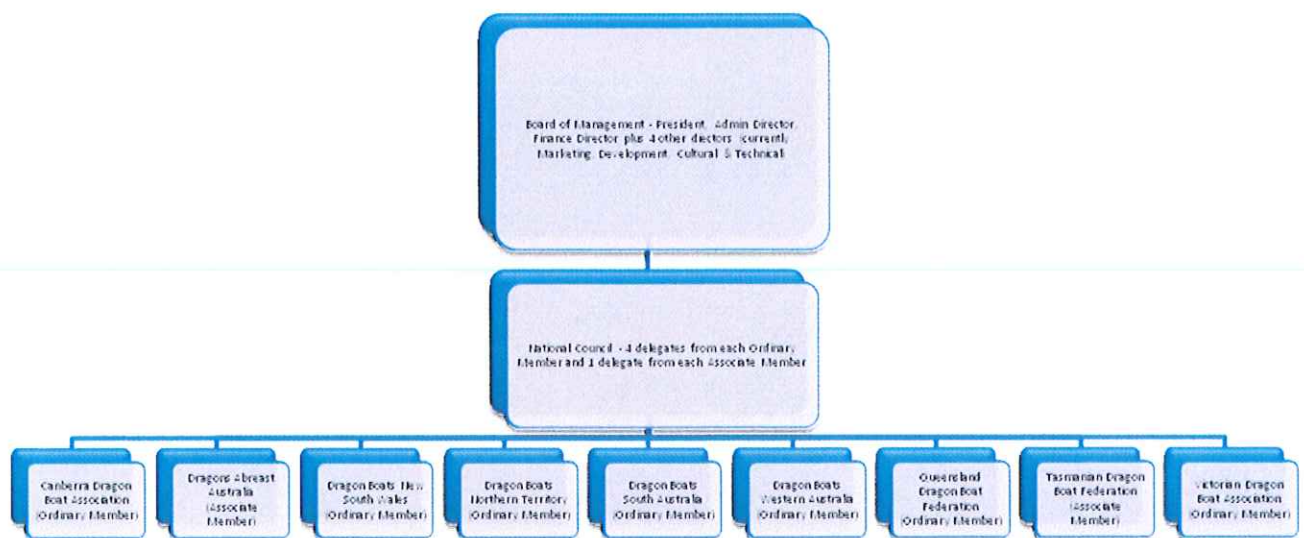 Board of Management - President, Admin Director,
Finance Director plus 4 other directors (currently
Marketing, Development, Cultural & Technical)
National Council - 4 delegates from each Ordinary
Member and 1 delegate from each Associate Member
Canberra Dragon
Boat Association
(Ordinary Member)
Dragons Abreast
Australia
(Associate
Member)
Dragon Boats New
South Wales
(Ordinary Member)
Dragon Boats
Northern Territory
(Ordinary Member)
Dragon Boats
South Australia
(Ordinary Member)
Dragon Boats
Western Australia
(Ordinary Member)
Queensland
Dragon Boat
Federation
(Ordinary Member)
Tasmanian Dragon
Boat Federation
(Associate
Member)
Victorian Dragon
Boat Association
(Ordinary Member)